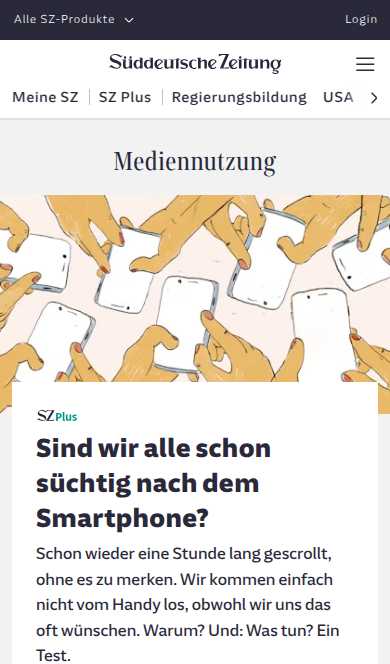 Alle SZ-Produkte
Login
Süddeutsche Zeitung
Meine SZ SZ Plus Regierungsbildung USA
Mediennutzung
SZ Plus
Sind wir alle schon
süchtig nach dem
Smartphone?
Schon wieder eine Stunde lang gescrollt,
ohne es zu merken. Wir kommen einfach
nicht vom Handy los, obwohl wir uns das
oft wünschen. Warum? Und: Was tun? Ein
Test.